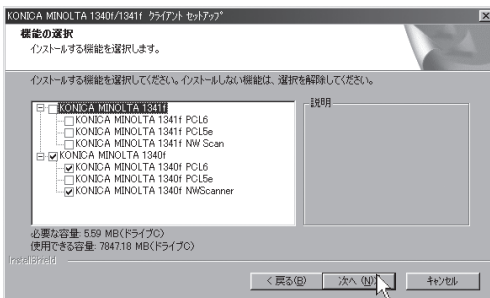 KONICA MINOLTA 1340f/1341f クライアント セットアップ
機能の選択
インストールする機能を選択します。
インストールする機能を選択してください。インストールしない機能は、選択を解除してください。
KONICA MINOLTA 1341f
KONICA MINOLTA 1341f PCL6
KONICA MINOLTA 1341f PCL5e
KONICA MINOLTA 1341f NW Scan
KONICA MINOLTA 1340f
KONICA MINOLTA 1340f PCL6
KONICA MINOLTA 1340f PCL5e
KONICA MINOLTA 1340f NWScanner
説明
必要な容量: 5.59 MB(ドライブC)
使用できる容量: 7847.18 MB(ドライブC)
InstallShield
< 戻る(B)
次へ (N)
キャンセル